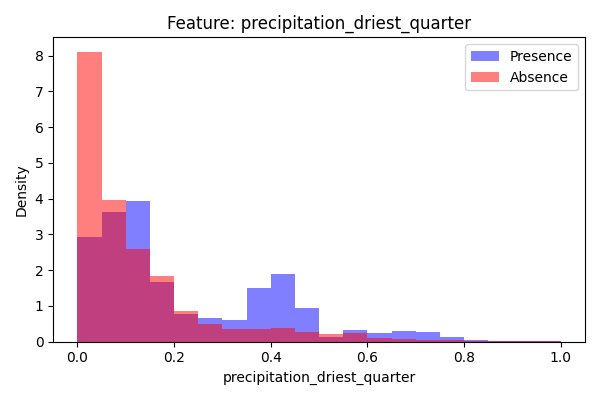 Feature: precipitation_driest_quarter
Presence
Absence
Density
8
7
6
5
4
3
2
1
0
0.0 0.2 0.4 0.6 0.8 1.0
precipitation_driest_quarter